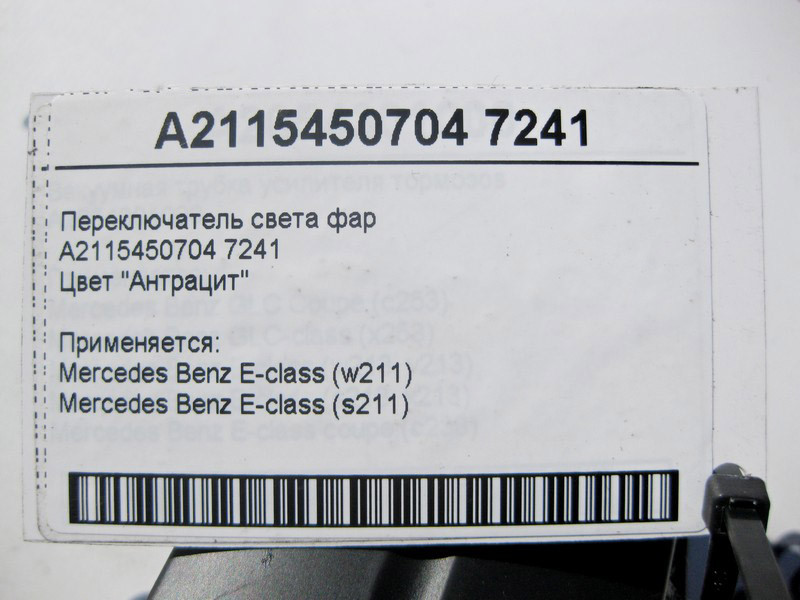 A2115450704 7241
Переключатель света фар
A2115450704 7241
Цвет "Антрацит"
Применяется:
Mercedes Benz E-class (w211)
Mercedes Benz E-class (s211)